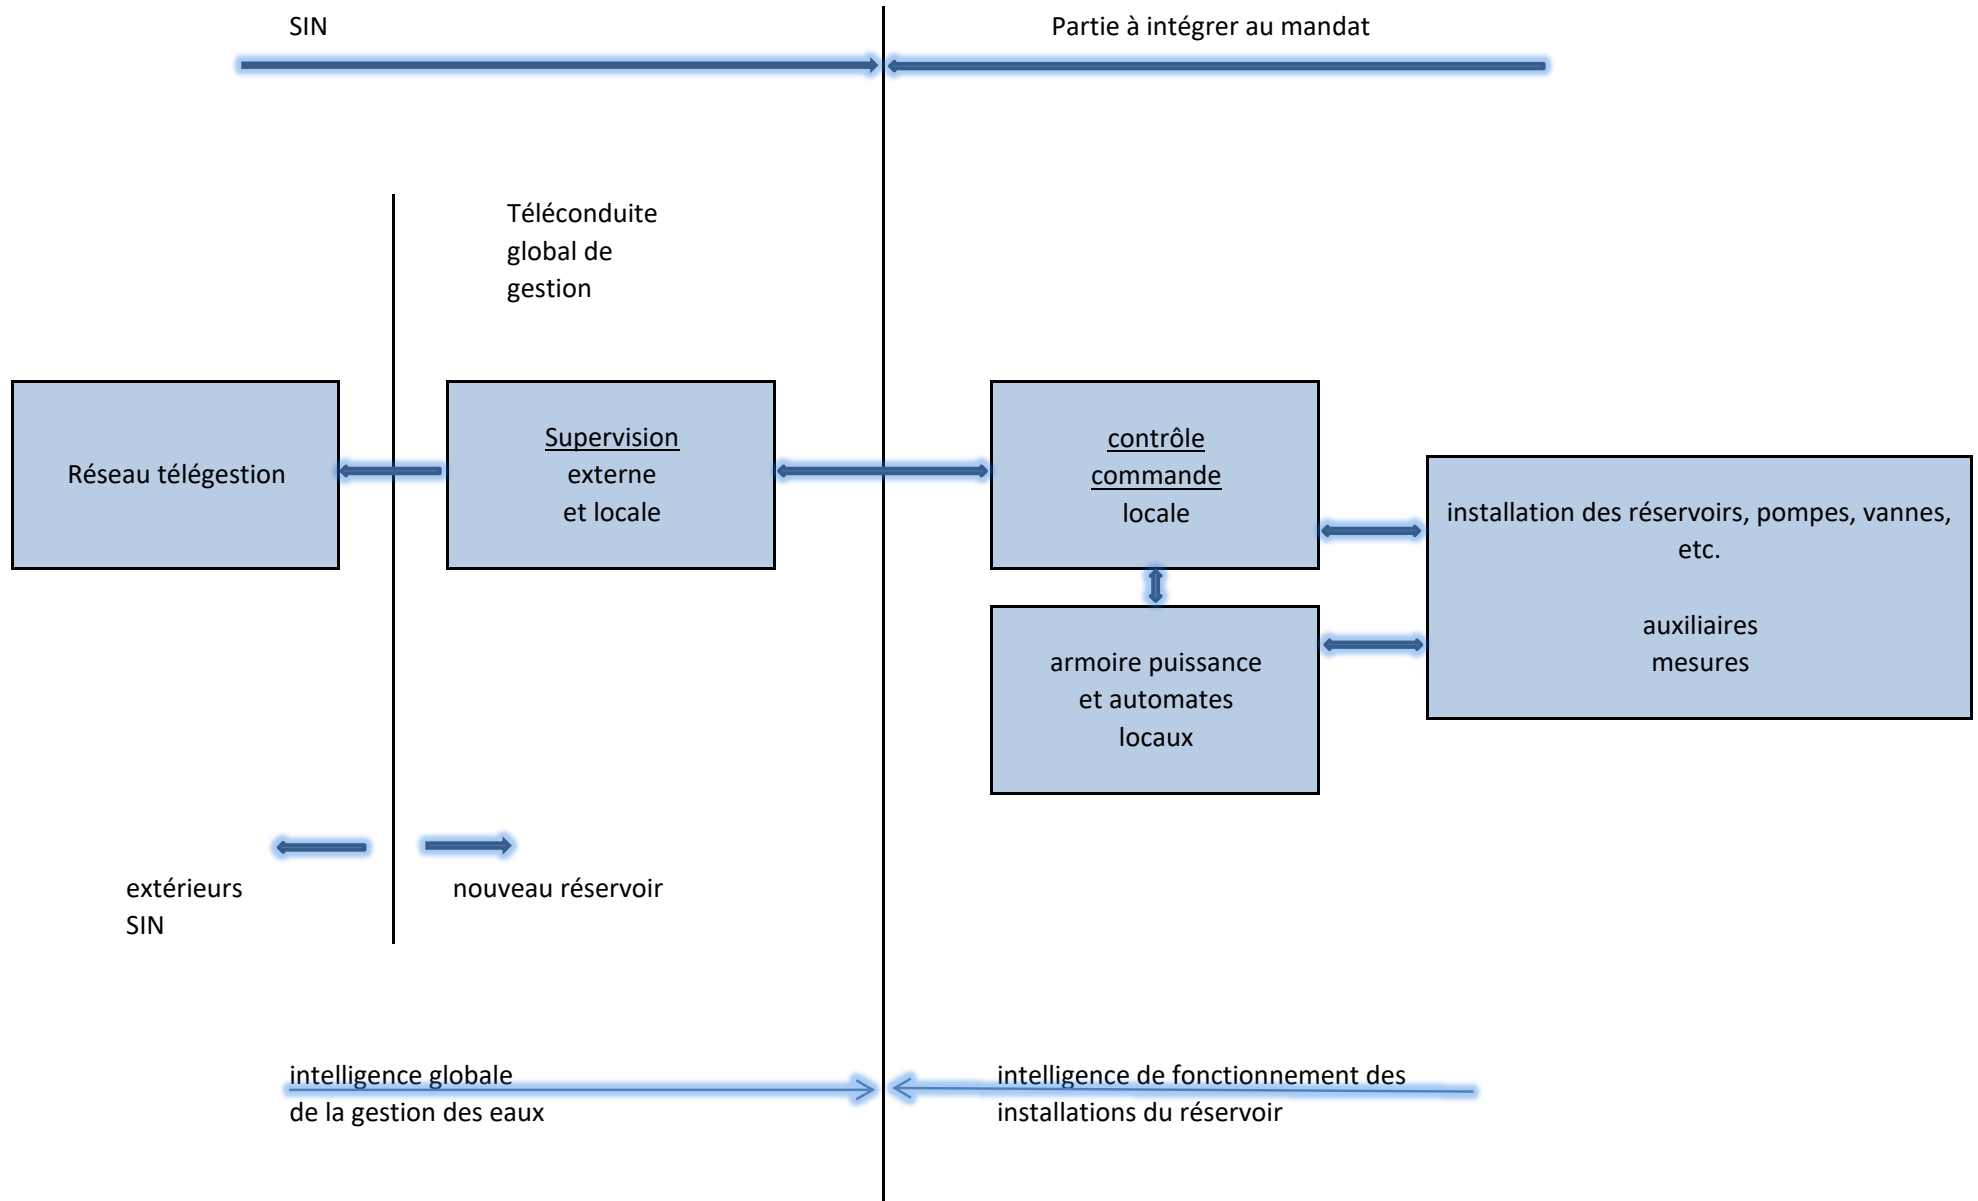 SIN
Partie à intégrer au mandat
Téléconduite
global de
gestion
Réseau télégestion
Supervision
externe
et locale
contrôle
commande
locale
installation des réservoirs, pompes, vannes,
etc.
auxiliaires
mesures
armoire puissance
et automates
locaux
extérieurs
SIN
nouveau réservoir
intelligence globale
de la gestion des eaux
intelligence de fonctionnement des
installations du réservoir